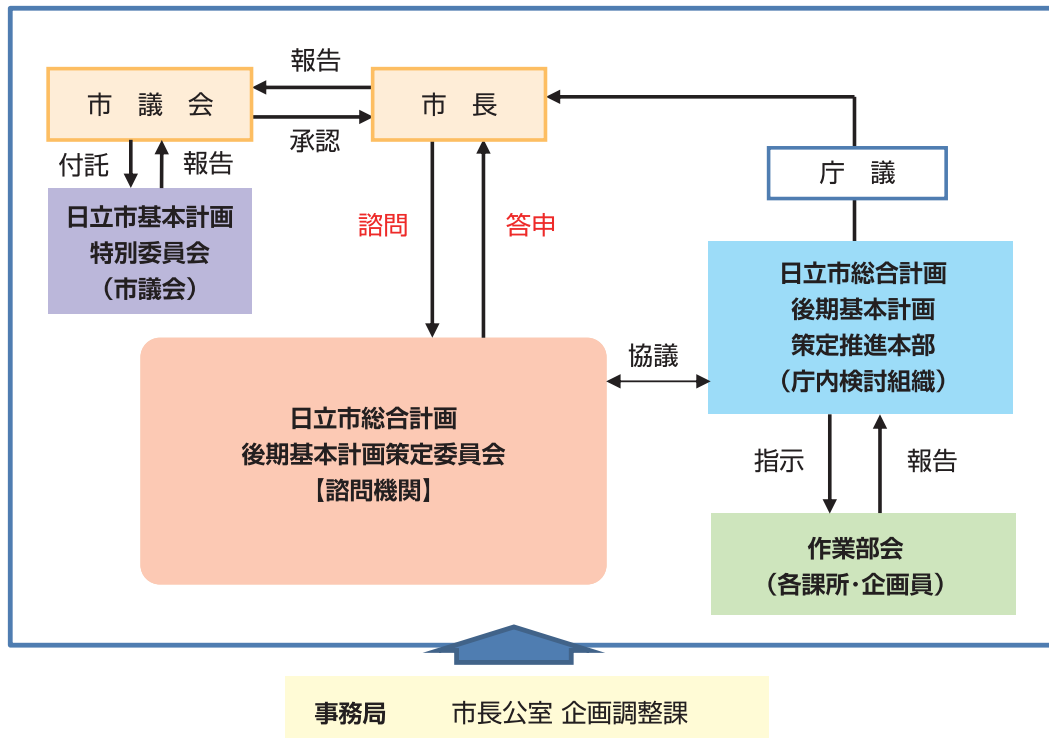 報告
市 議 会
市 長
承認
付託
報告
庁 議
日立市基本計画
特別委員会
（市議会）
諮問
答申
日立市総合計画
後期基本計画
策定推進本部
（庁内検討組織）
協議
日立市総合計画
後期基本計画策定委員会
【諮問機関】
指示
報告
作業部会
（各課所・企画員）
事務局 市長公室 企画調整課